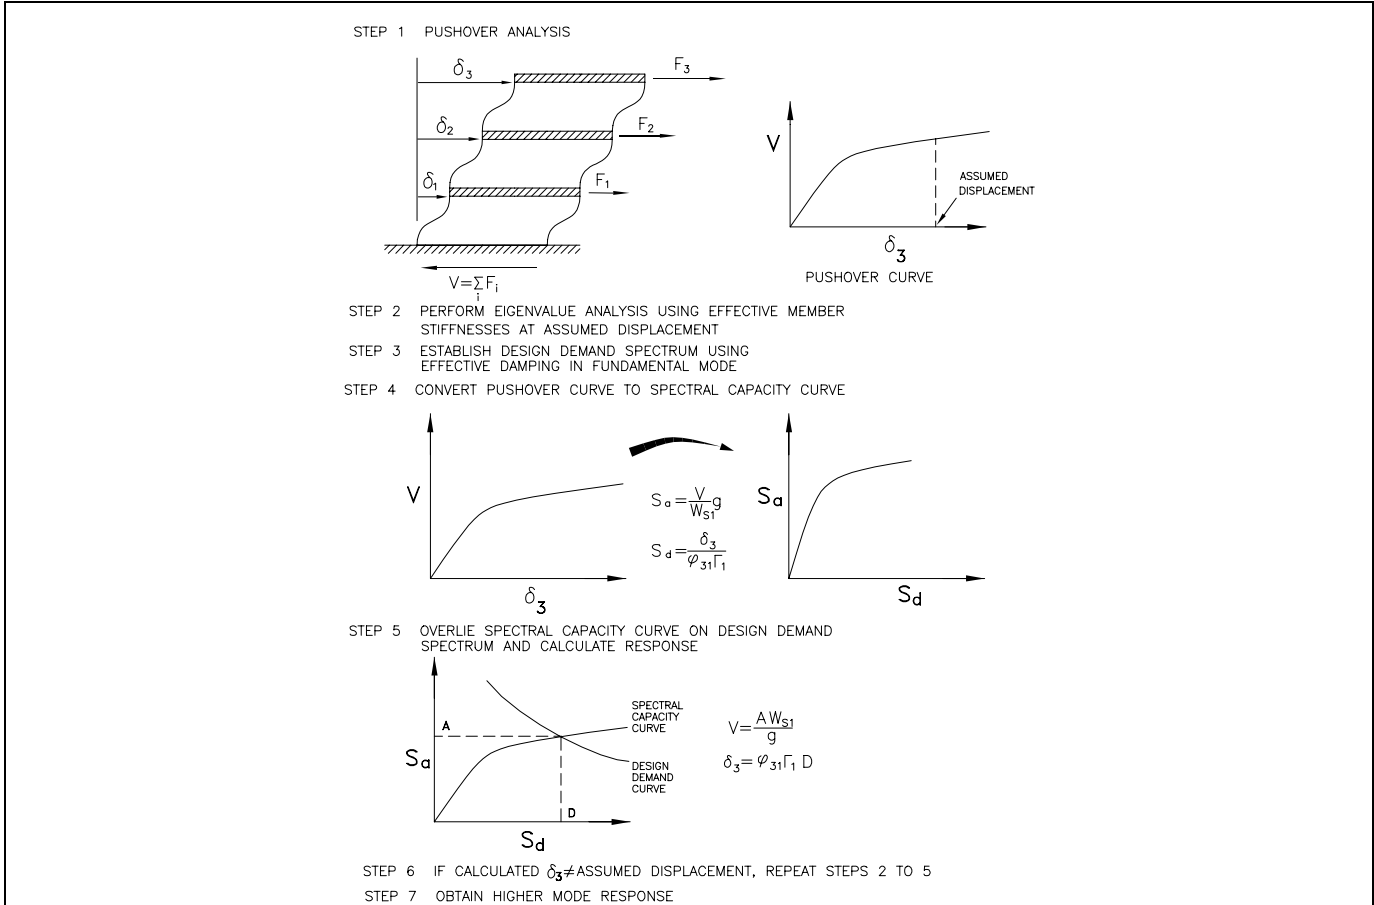 STEP 1 PUSHOVER ANALYSIS
δ3
F3
δ2
F2
δ1
F1
V=∑Fi
i
V
ASSUMED
DISPLACEMENT
δ3
PUSHOVER CURVE
STEP 2 PERFORM EIGENVALUE ANALYSIS USING EFFECTIVE MEMBER
STIFFNESSES AT ASSUMED DISPLACEMENT
STEP 3 ESTABLISH DESIGN DEMAND SPECTRUM USING
EFFECTIVE DAMPING IN FUNDAMENTAL MODE
STEP 4 CONVERT PUSHOVER CURVE TO SPECTRAL CAPACITY CURVE
V
δ3
Sa=V/WS1 g
Sd=δ3/φ31Γ1
Sa
Sd
STEP 5 OVERLIE SPECTRAL CAPACITY CURVE ON DESIGN DEMAND
SPECTRUM AND CALCULATE RESPONSE
A
Sa
D
Sd
SPECTRAL
CAPACITY
CURVE
DESIGN
DEMAND
CURVE
V=AWS1/g
δ3=φ31Γ1 D
STEP 6 IF CALCULATED δ3≠ASSUMED DISPLACEMENT, REPEAT STEPS 2 TO 5
STEP 7 OBTAIN HIGHER MODE RESPONSE